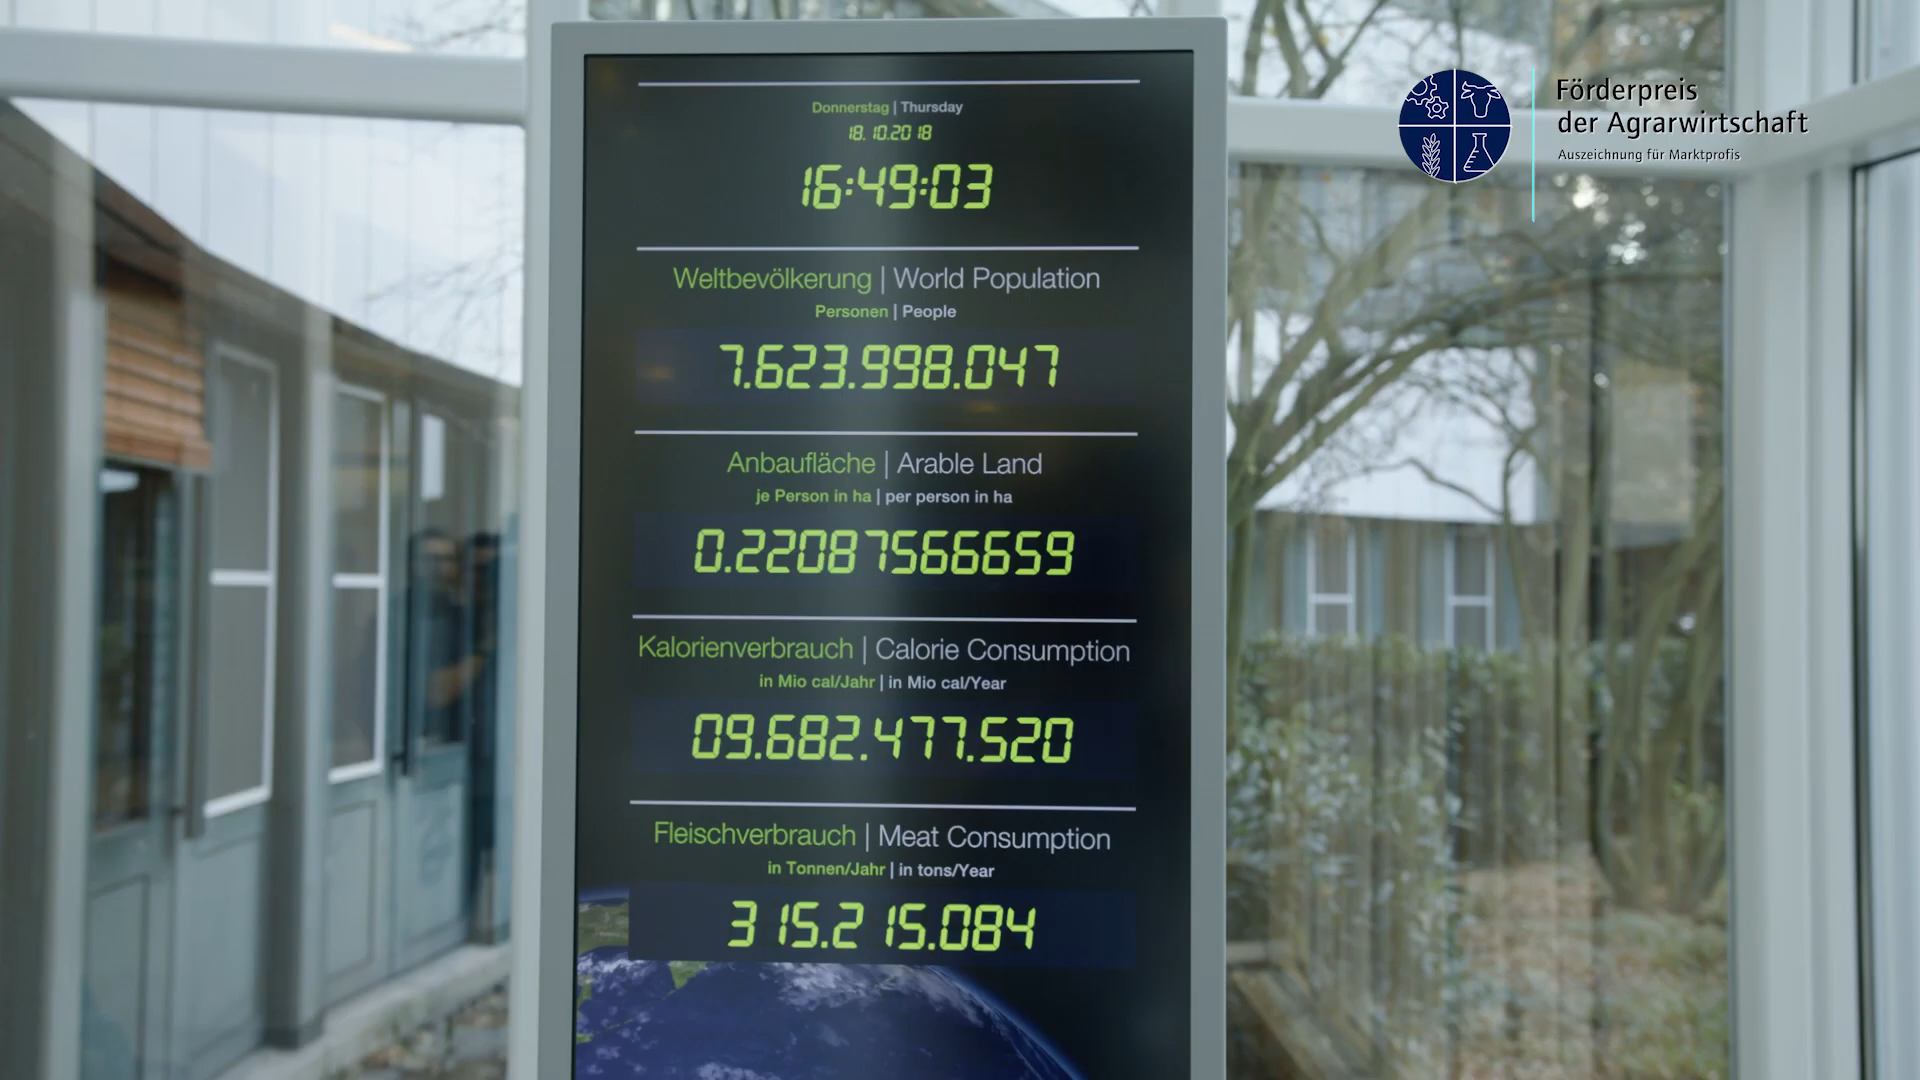 Donnerstag | Thursday
18.10.2018
16:49:03
Weltbevölkerung | World Population
Personen | People
7.623.998.047
Anbaufläche | Arable Land
je Person in ha | per person in ha
0.22087566659
Kalorienverbrauch | Calorie Consumption
in Mio cal/Jahr | in Mio cal/Year
09.682.477.520
Fleischverbrauch | Meat Consumption
in Tonnen/Jahr | in tons/Year
315.215.084
Förderpreis
der Agrarwirtschaft
Auszeichnung für Marktprofis